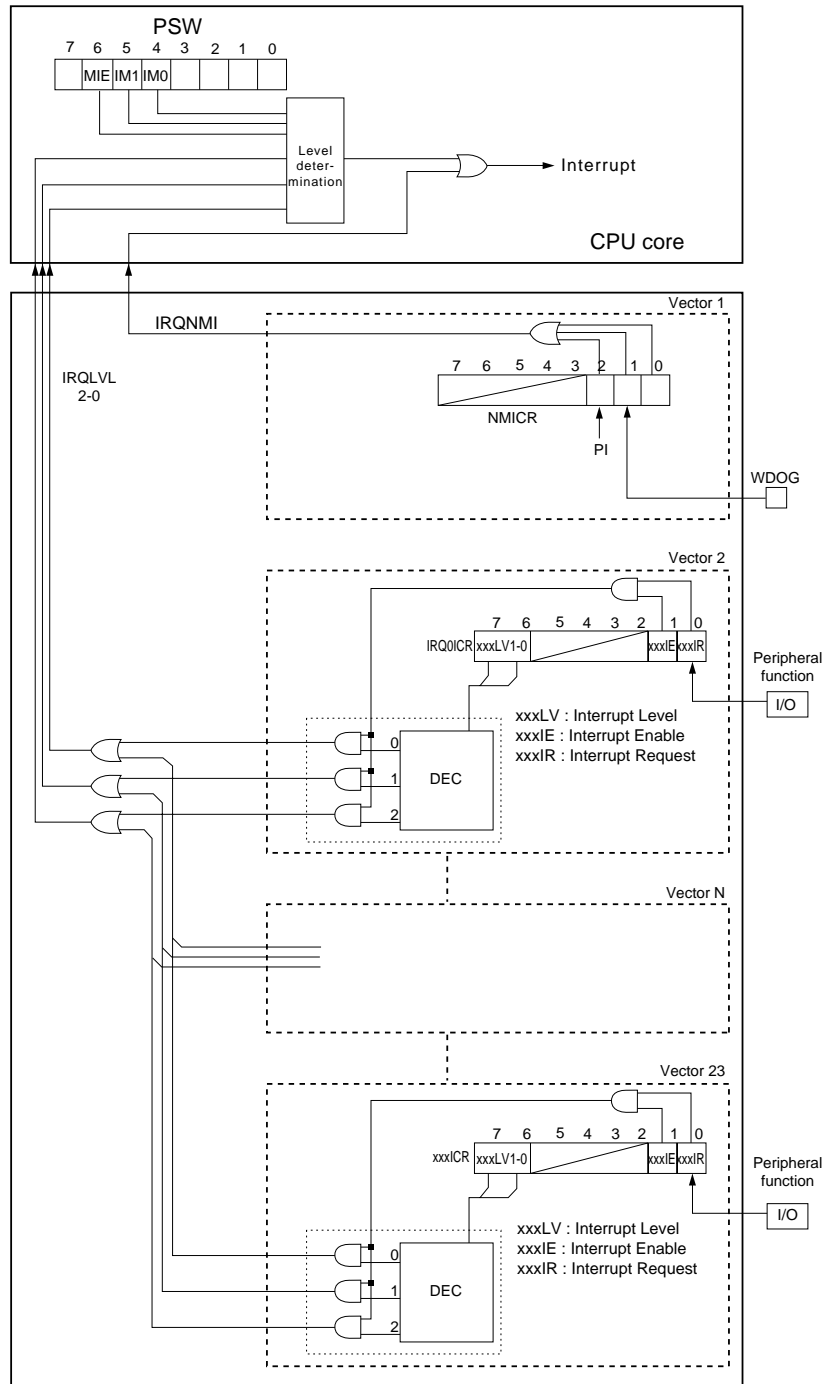 PSW
7 6 5 4 3 2 1 0
MIE IM1 IM0
Level
deter-
mination
Interrupt
CPU core
Vector 1
IRQNMI
7 6 5 4 3 2 1 0
IRQLVL
2-0
NMICR
PI
WDOG
Vector 2
7 6 5 4 3 2 1 0
IRQ0ICR xxxLV1-0 xxxIE xxxIR
Peripheral
function
I/O
xxxLV : Interrupt Level
xxxIE : Interrupt Enable
xxxIR : Interrupt Request
0
DEC
1
2
Vector N
Vector 23
7 6 5 4 3 2 1 0
xxxICR xxxLV1-0 xxxIE xxxIR
Peripheral
function
I/O
xxxLV : Interrupt Level
xxxIE : Interrupt Enable
xxxIR : Interrupt Request
0
DEC
1
2